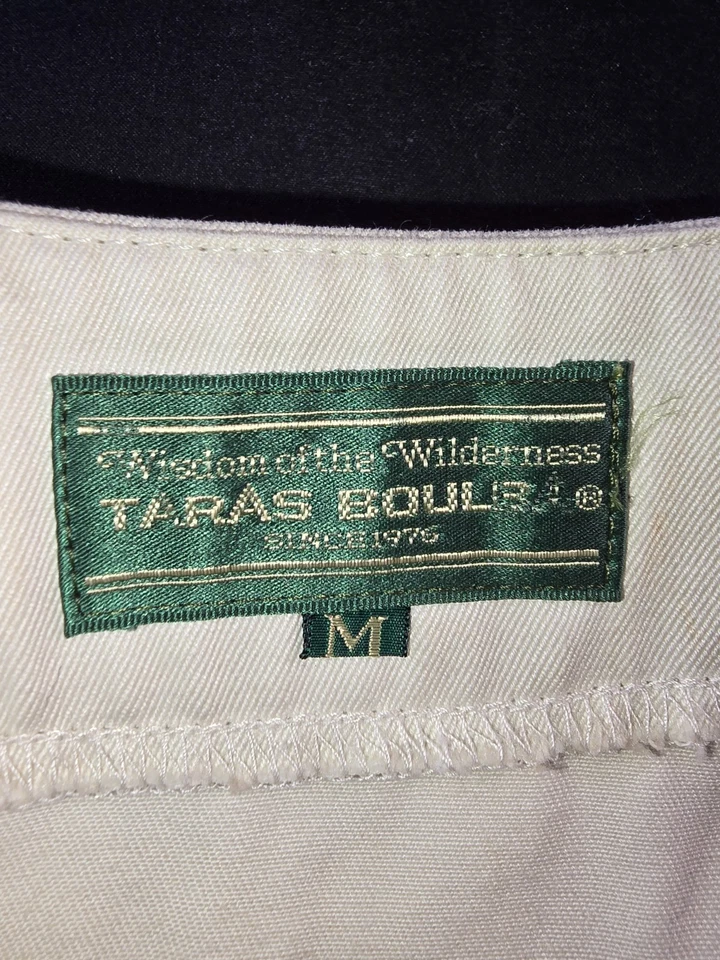 Wisdom of the Wilderness
TARAS BOULBA ®
SINCE 1976
M